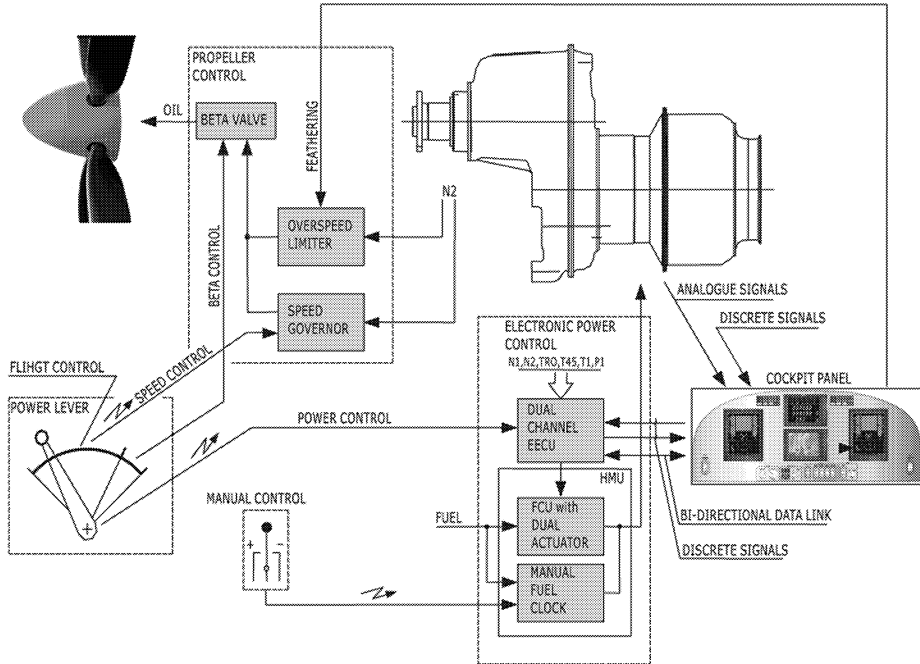 PROPELLER
CONTROL
OIL
BETA VALVE
FEATHERING
N2
OVERSPEED
LIMITER
BETA CONTROL
SPEED
GOVERNOR
ANALOGUE SIGNALS
DISCRETE SIGNALS
ELECTRONIC POWER
CONTROL
N1,N2,TRO,T45,T1,P1
FLIHGT CONTROL
SPEED CONTROL
COCKPIT PANEL
POWER LEVER
POWER CONTROL
DUAL
CHANNEL
EECU
HMU
MANUAL CONTROL
+ -
FUEL
FCU with
DUAL
ACTUATOR
BI-DIRECTIONAL DATA LINK
DISCRETE SIGNALS
MANUAL
FUEL
CLOCK